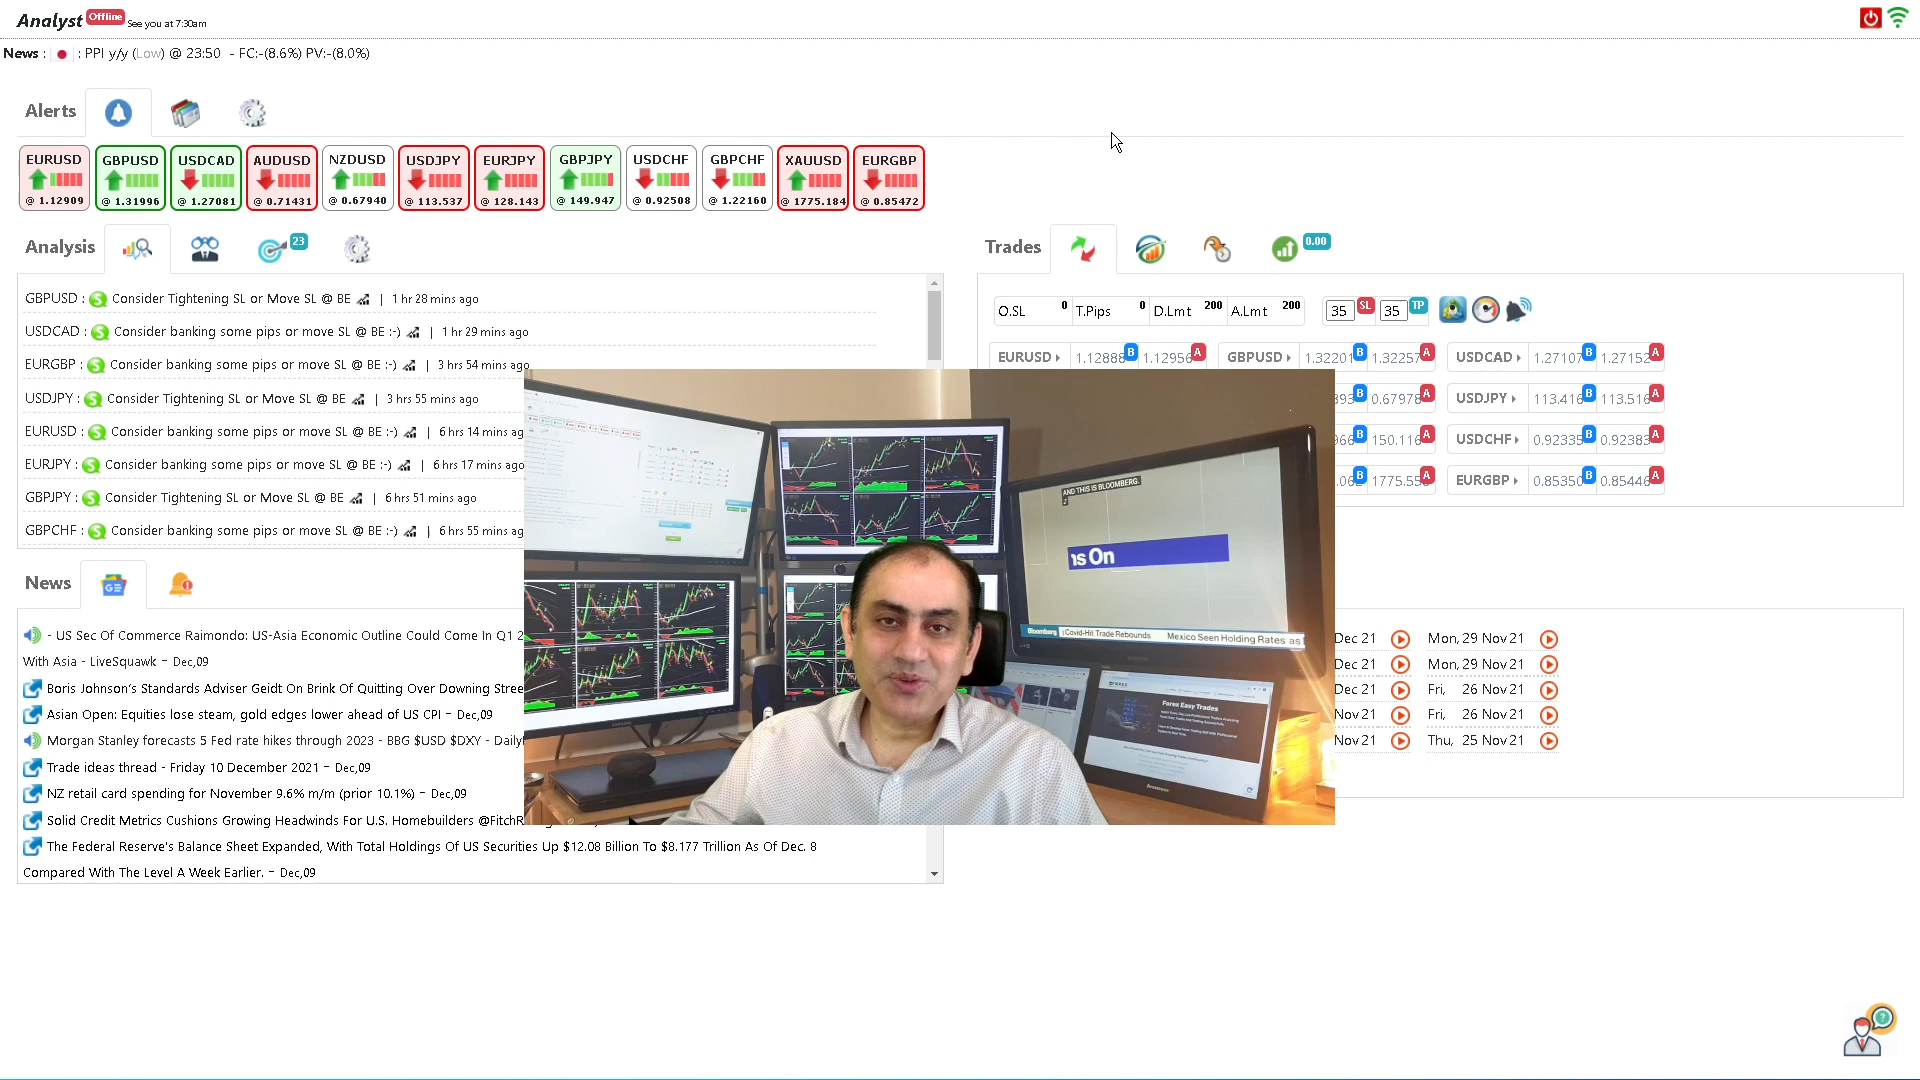 Analyst Offline See you at 7:30am
News : : PPI y/y (Low) @ 23:50 - FC:-(8.6%) PV:-(8.0%)
Alerts
EURUSD GBPUSD USDCAD AUDUSD NZDUSD USDJPY EURJPY GBPJPY USDCHF GBPCHF XAUUSD EURGBP
@ 1.12909 @ 1.31996 @ 1.27081 @ 0.71431 @ 0.67940 @ 113.537 @ 128.143 @ 149.947 @ 0.92508 @ 1.22160 @ 1775.184 @ 0.85472
Analysis 23
GBPUSD : Consider Tightening SL or Move SL @ BE | 1 hr 28 mins ago
USDCAD : Consider banking some pips or move SL @ BE :-) | 1 hr 29 mins ago
EURGBP : Consider banking some pips or move SL @ BE :-) | 3 hrs 54 mins ago
USDJPY : Consider Tightening SL or Move SL @ BE | 3 hrs 55 mins ago
EURUSD : Consider banking some pips or move SL @ BE :-) | 6 hrs 14 mins ag
EURJPY : Consider banking some pips or move SL @ BE :-) | 6 hrs 17 mins ago
GBPJPY : Consider Tightening SL or Move SL @ BE | 6 hrs 51 mins ago
GBPCHF : Consider banking some pips or move SL @ BE :-) | 6 hrs 55 mins ag
Trades 0.00
O.SL 0 T.Pips 0 D.Lmt 200 A.Lmt 200 35 SL 35 TP
EURUSD 1.12888 B 1.12956 A GBPUSD 1.32201 B 1.32257 A USDCAD 1.27107 B 1.27152 A
393 B 0.67978 A USDJPY 113.416 B 113.516 A
966 B 150.116 A USDCHF 0.92335 B 0.92383 A
.062 B 1775.55 A EURGBP 0.85350 B 0.85446 A
AND THIS IS BLOOMBERG.
ıs On
Bloomberg Covid-Hit Trade Rebounds Mexico Seen Holding Rates as
Forex Easy Trades
News GE
- US Sec Of Commerce Raimondo: US-Asia Economic Outline Could Come In Q1 2
With Asia - LiveSquawk - Dec,09
Boris Johnson's Standards Adviser Geidt On Brink Of Quitting Over Downing Stree
Asian Open: Equities lose steam, gold edges lower ahead of US CPI - Dec,09
Morgan Stanley forecasts 5 Fed rate hikes through 2023 - BBG $USD $DXY - Daily
Trade ideas thread - Friday 10 December 2021 - Dec,09
NZ retail card spending for November 9.6% m/m (prior 10.1%) - Dec,09
Solid Credit Metrics Cushions Growing Headwinds For U.S. Homebuilders @FitchR
The Federal Reserve's Balance Sheet Expanded, With Total Holdings Of US Securities Up $12.08 Billion To $8.177 Trillion As Of Dec. 8
Compared With The Level A Week Earlier. - Dec,09
Dec 21 Mon, 29 Nov 21
Dec 21 Mon, 29 Nov 21
Dec 21 Fri, 26 Nov 21
Nov 21 Fri, 26 Nov 21
Nov 21 Thu, 25 Nov 21